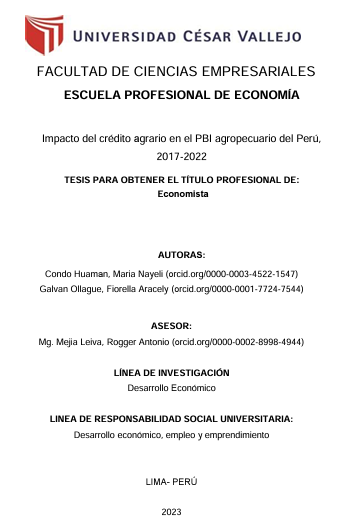 UNIVERSIDAD CÉSAR VALLEJO
FACULTAD DE CIENCIAS EMPRESARIALES
ESCUELA PROFESIONAL DE ECONOMÍA
Impacto del crédito agrario en el PBI agropecuario del Perú,
2017-2022
TESIS PARA OBTENER EL TÍTULO PROFESIONAL DE:
Economista
AUTORAS:
Condo Huaman, Maria Nayeli (orcid.org/0000-0003-4522-1547)
Galvan Ollague, Fiorella Aracely (orcid.org/0000-0001-7724-7544)
ASESOR:
Mg. Mejia Leiva, Rogger Antonio (orcid.org/0000-0002-8998-4944)
LÍNEA DE INVESTIGACIÓN
Desarrollo Económico
LINEA DE RESPONSABILIDAD SOCIAL UNIVERSITARIA:
Desarrollo económico, empleo y emprendimiento
LIMA- PERÚ
2023